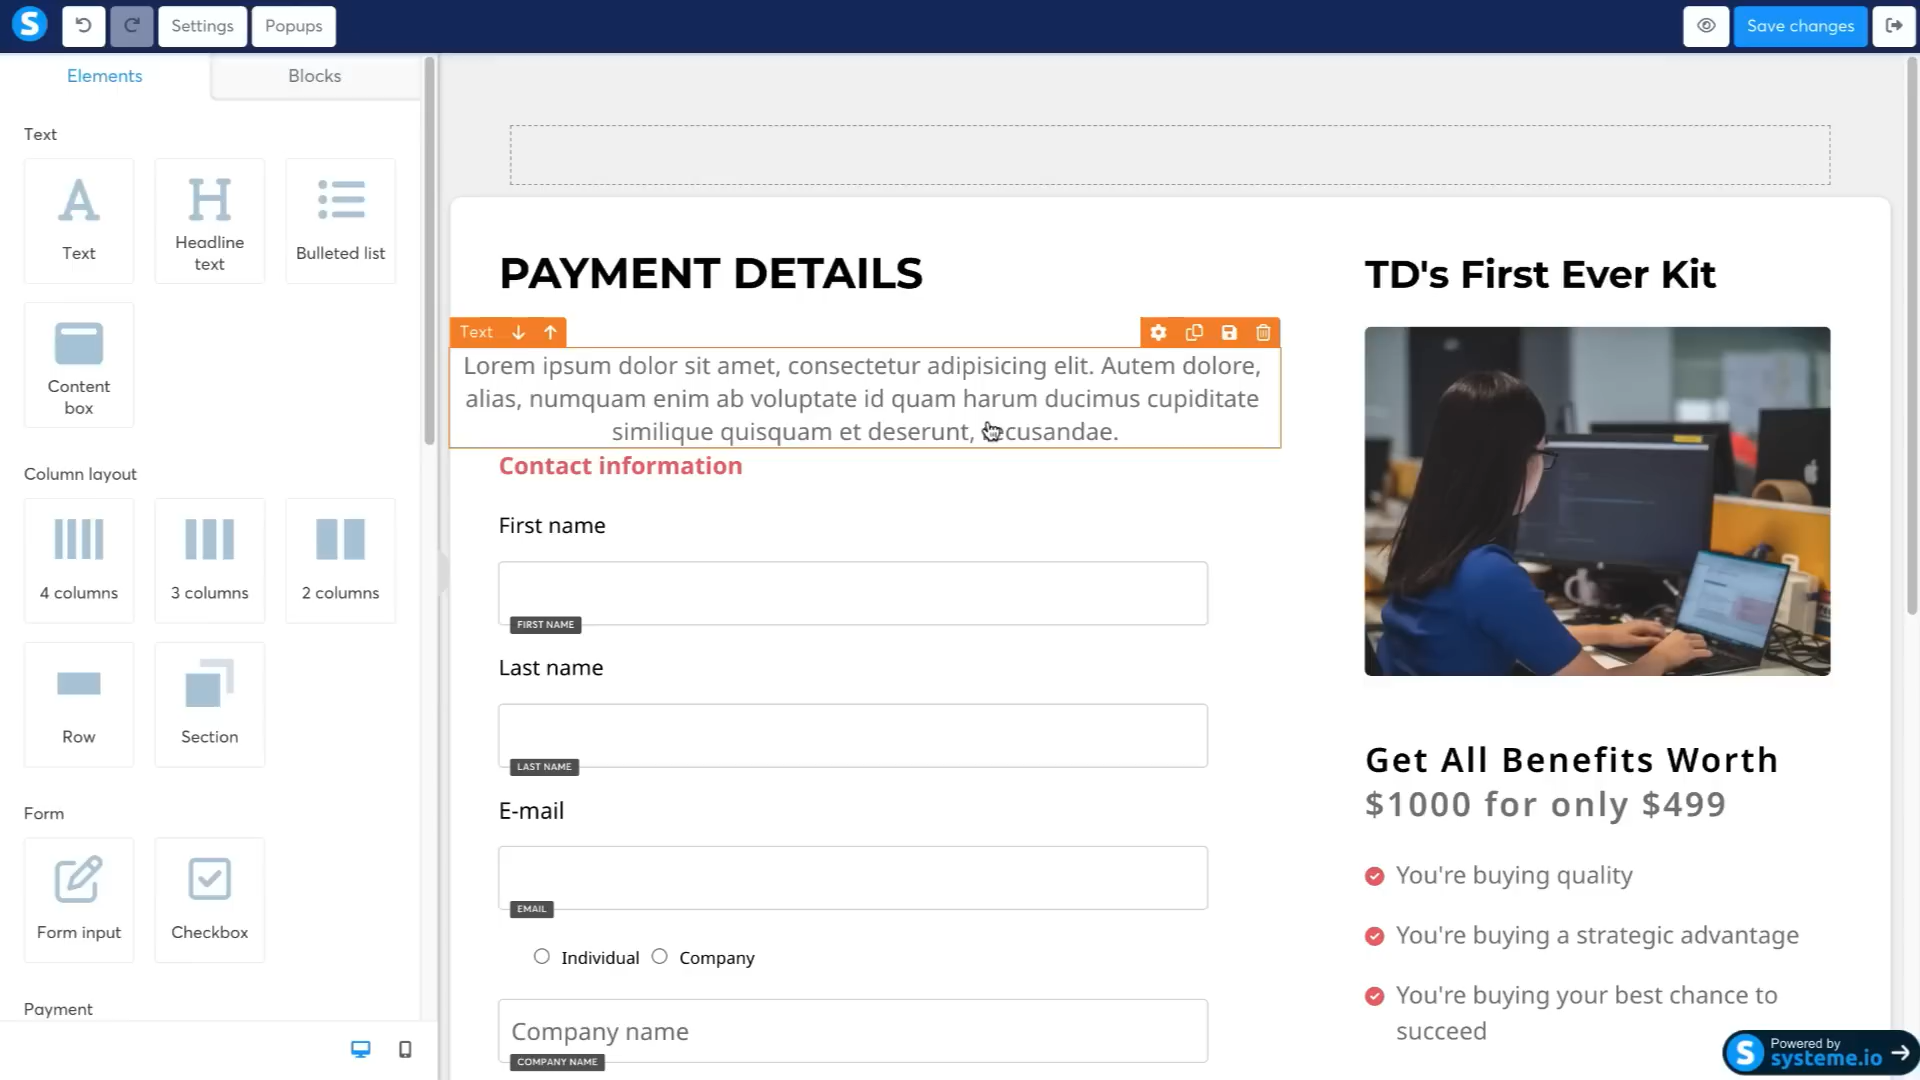 S
Settings
Popups
Save changes
Elements
Blocks
Text
A
Text
H
Headline
text
Bulleted list
Content
box
Column layout
4 columns
3 columns
2 columns
Row
Section
Form
Form input
Checkbox
Payment
PAYMENT DETAILS
Text
Lorem ipsum dolor sit amet, consectetur adipisicing elit. Autem dolore,
alias, numquam enim ab voluptate id quam harum ducimus cupiditate
similique quisquam et deserunt, recusandae.
Contact information
First name
FIRST NAME
Last name
LAST NAME
E-mail
EMAIL
Individual
Company
Company name
COMPANY NAME
TD's First Ever Kit
Get All Benefits Worth
$1000 for only $499
You're buying quality
You're buying a strategic advantage
You're buying your best chance to
succeed
S
Powered by
systeme.io